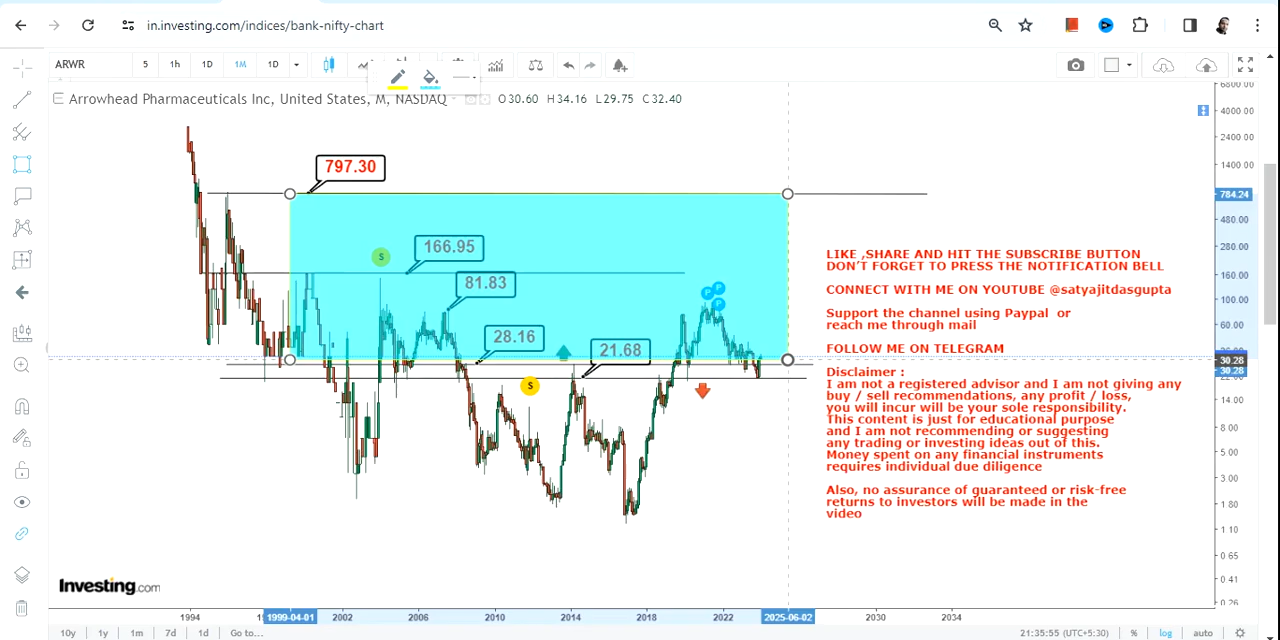 in.investing.com/indices/bank-nifty-chart
ARWR 5 1h 1D 1M 1D
Arrowhead Pharmaceuticals Inc, United States, M, NASDAQ O30.60 H34.16 L29.75 C32.40
797.30
166.95
81.83
28.16
21.68
S
S
P
P
P
LIKE ,SHARE AND HIT THE SUBSCRIBE BUTTON
DON'T FORGET TO PRESS THE NOTIFICATION BELL
CONNECT WITH ME ON YOUTUBE @satyajitdasgupta
Support the channel using Paypal or
reach me through mail
FOLLOW ME ON TELEGRAM
Disclaimer :
I am not a registered advisor and I am not giving any
buy / sell recommendations, any profit / loss,
you will incur will be your sole responsibility.
This content is just for educational purpose
and I am not recommending or suggesting
any trading or investing ideas out of this.
Money spent on any financial instruments
requires individual due diligence
Also, no assurance of guaranteed or risk-free
returns to investors will be made in the
video
6800.00
4000.00
2400.00
1400.00
784.24
480.00
280.00
160.00
100.00
60.00
30.28
30.28
14.00
8.00
5.00
3.00
1.80
1.10
0.65
0.41
0.26
Investing.com
1994 1999-04-01 2002 2006 2010 2014 2018 2022 2025-06-02 2030 2034
10y 1y 1m 7d 1d Go to... 21:35:55 (UTC+5:30) % log auto